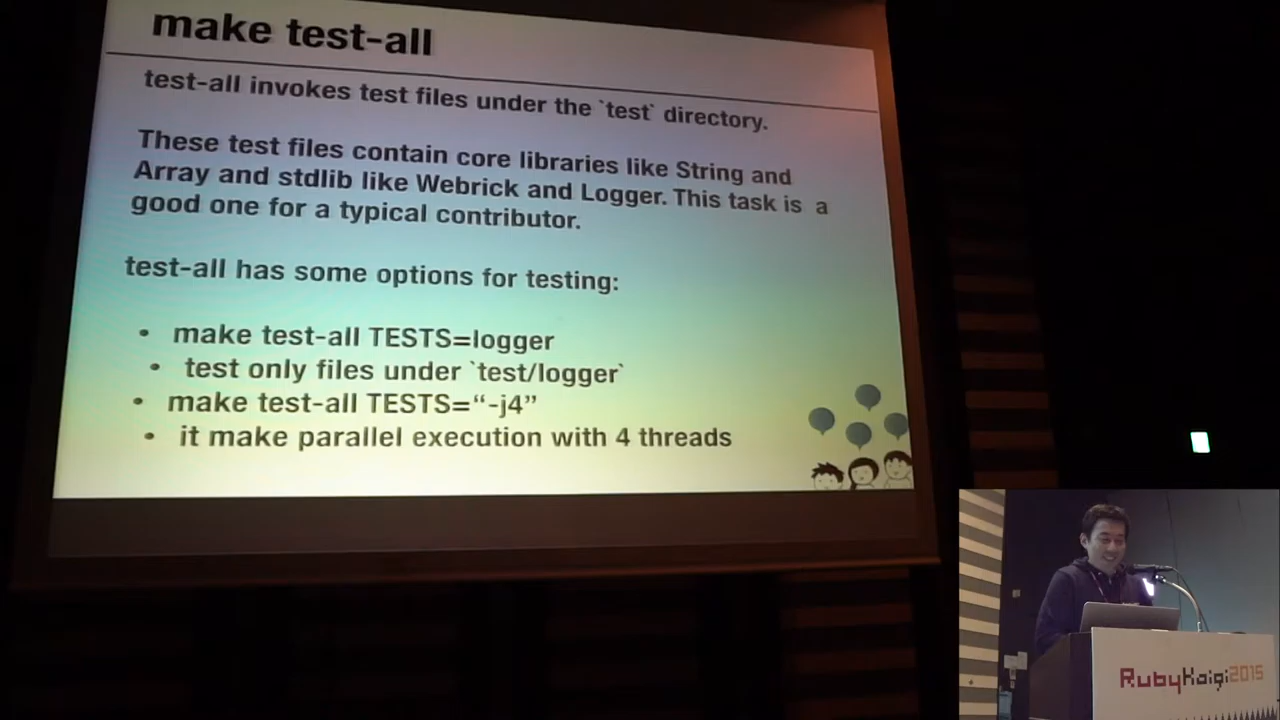 make test-all
test-all invokes test files under the `test` directory.
These test files contain core libraries like String and
Array and stdlib like Webrick and Logger. This task is a
good one for a typical contributor.
test-all has some options for testing:
• make test-all TESTS=logger
• test only files under `test/logger`
• make test-all TESTS=“-j4”
• it make parallel execution with 4 threads
RubyKaigi2015